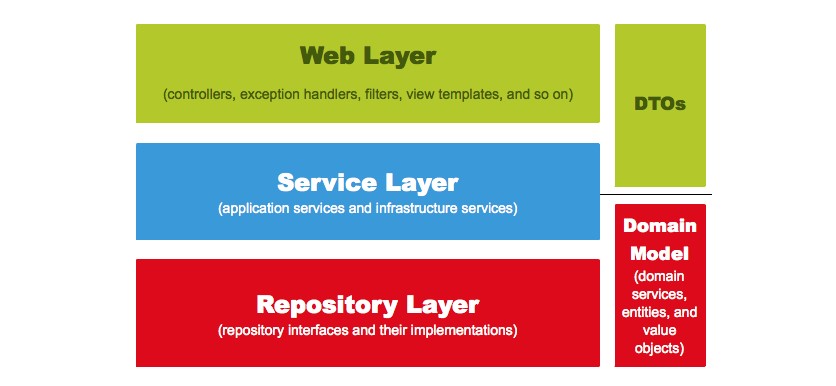 Web Layer
(controllers, exception handlers, filters, view templates, and so on)
DTOs
Service Layer
(application services and infrastructure services)
Repository Layer
(repository interfaces and their implementations)
Domain
Model
(domain
services,
entities, and
value
objects)